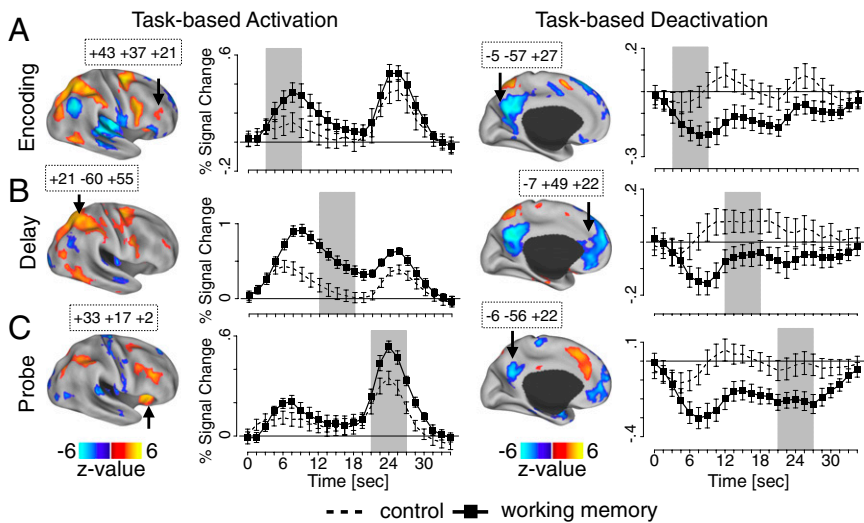 Task-based Activation
Task-based Deactivation
A
Encoding
+43 +37 +21
% Signal Change
.6
-.2
-5 -57 +27
.2
-.3
B
Delay
+21 -60 +55
% Signal Change
1
0
-7 +49 +22
.2
-.2
C
Probe
+33 +17 +2
% Signal Change
.6
0
-6 -56 +22
.1
-.4
-6 6
z-value
0 6 12 18 24 30
Time [sec]
-6 6
z-value
0 6 12 18 24 30
Time [sec]
control
working memory